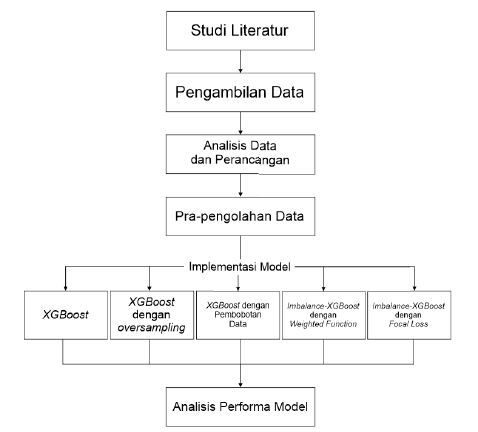 Studi Literatur
Pengambilan Data
Analisis Data
dan Perancangan
Pra-pengolahan Data
Implementasi Model
XGBoost
XGBoost
dengan
oversampling
XGBoost dengan
Pembobotan
Data
Imbalance-XGBoost
dengan
Weighted Function
Imbalance-XGBoost
dengan
Focal Loss
Analisis Performa Model